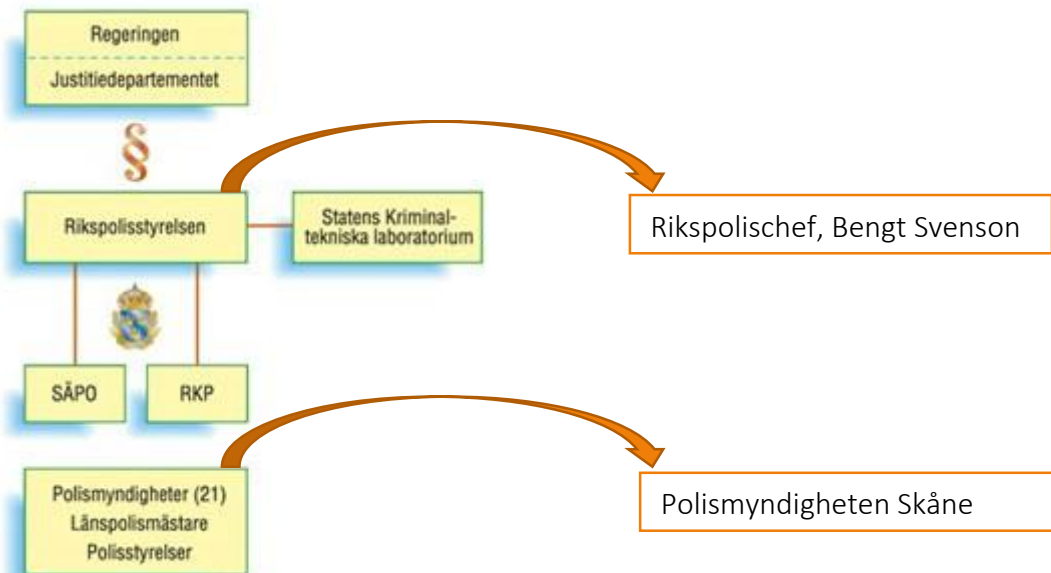 Regeringen
Justitiedepartementet
§
Rikspolisstyrelsen
Statens Kriminal-
tekniska laboratorium
Rikspolischef, Bengt Svenson
SÄPO
RKP
Polismyndigheter (21)
Länspolismästare
Polisstyrelser
Polismyndigheten Skåne